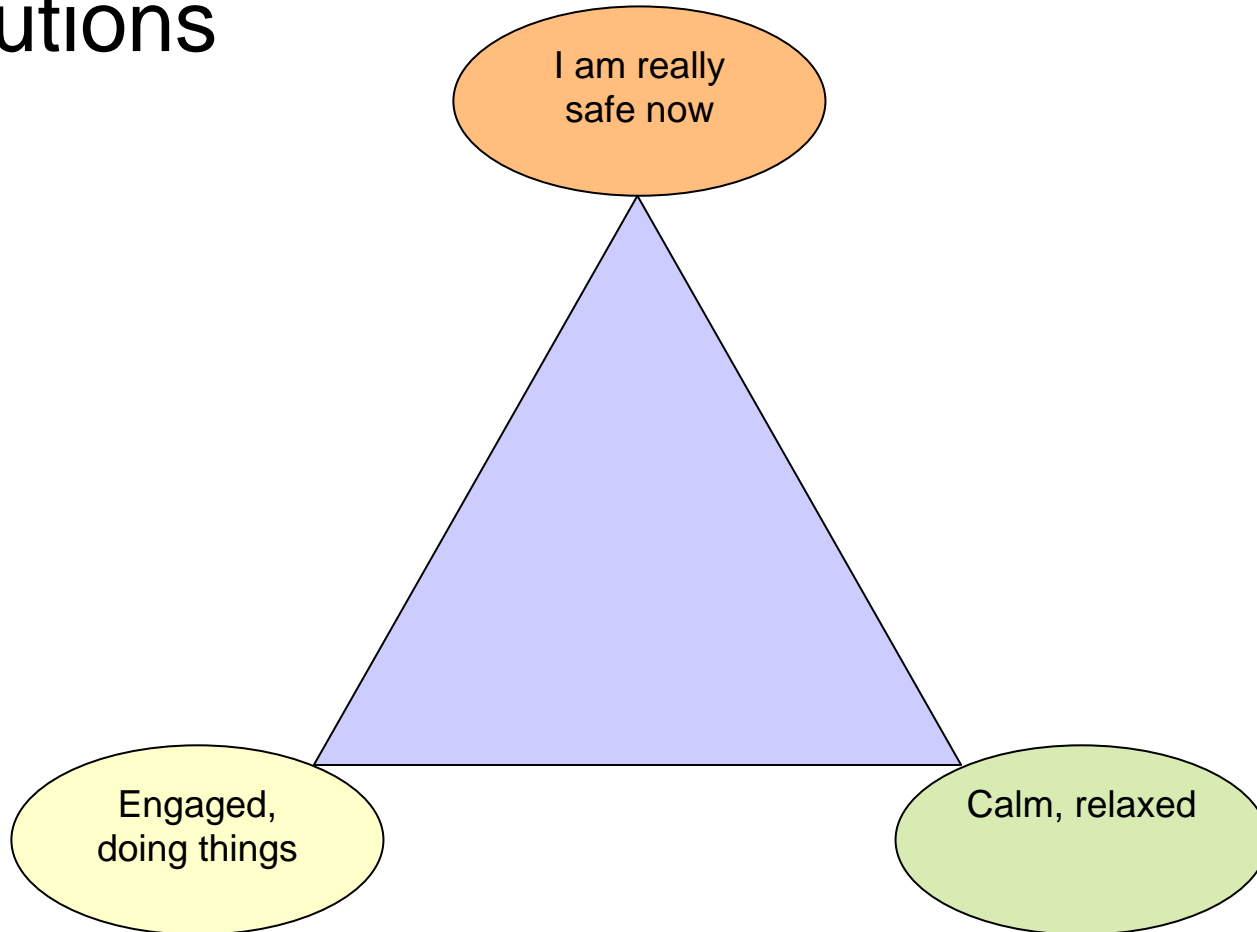 utions
I am really
safe now
Engaged,
doing things
Calm, relaxed